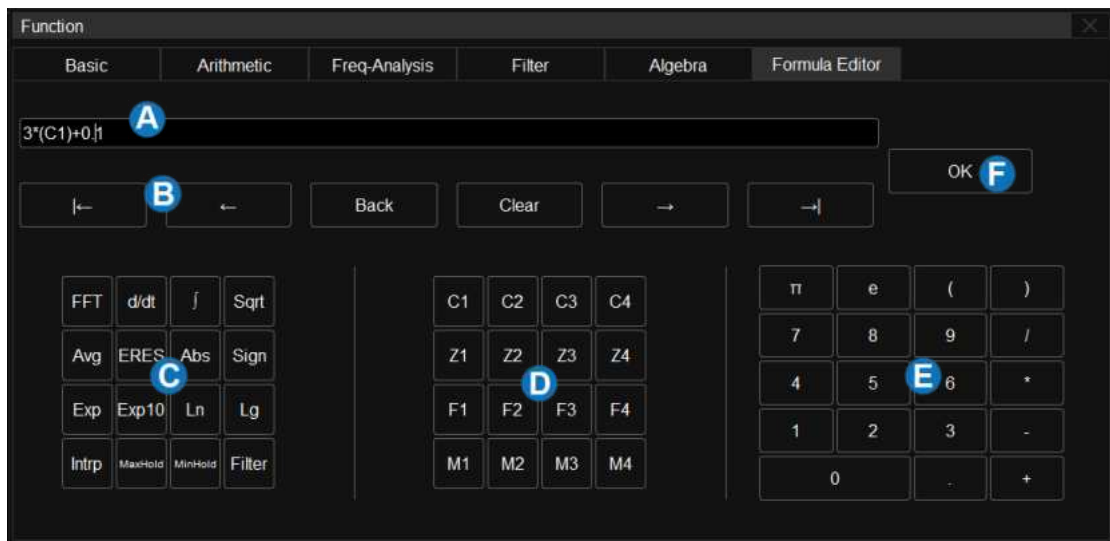 Function
Basic Arithmetic Freq-Analysis Filter Algebra Formula Editor
3*(C1)+0.1
A
OK F
|← B ← Back Clear → →|
FFT d/dt ∫ Sqrt C1 C2 C3 C4 π e ( )
7 8 9 /
Avg ERES Abs Sign Z1 Z2 Z3 Z4
C D 4 5 E 6 *
Exp Exp10 Ln Lg F1 F2 F3 F4
1 2 3 -
Intrp MaxHold MinHold Filter M1 M2 M3 M4
0 . +